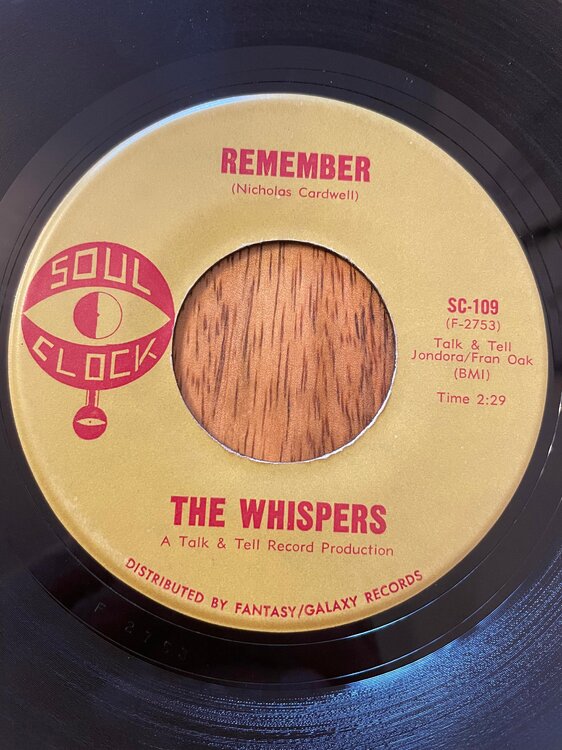 REMEMBER
(Nicholas Cardwell)
SOUL
CLOCK
SC-109
(F-2753)
Talk & Tell
Jondora/Fran Oak
(BMI)
Time 2:29
THE WHISPERS
A Talk & Tell Record Production
DISTRIBUTED BY FANTASY/GALAXY RECORDS